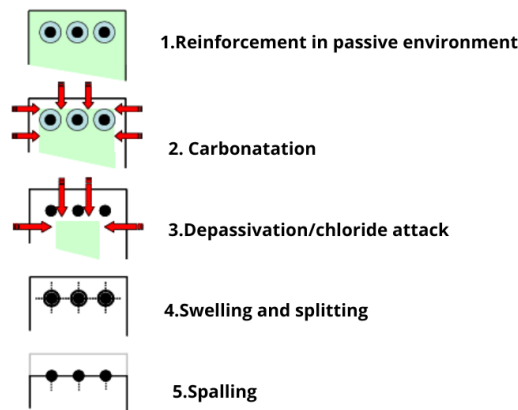 1.Reinforcement in passive environment
2. Carbonatation
3.Depassivation/chloride attack
4.Swelling and splitting
5.Spalling